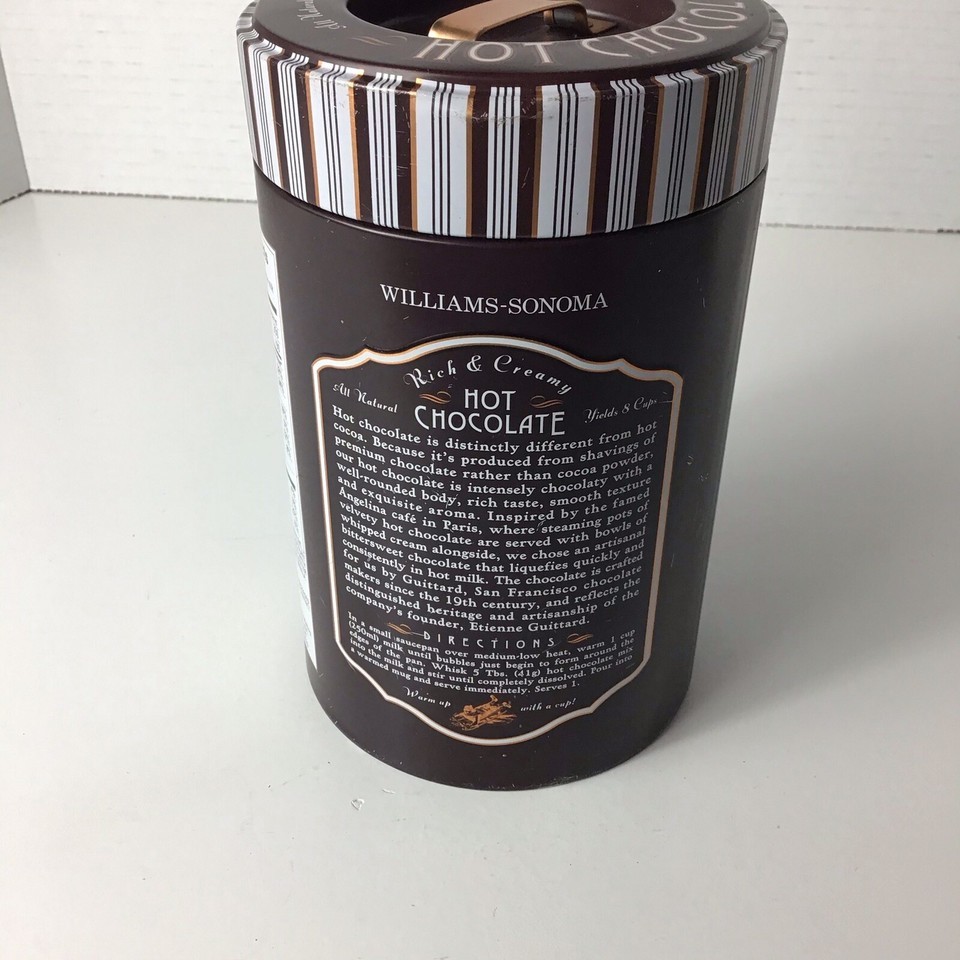 HOT CHOCOL
WILLIAMS-SONOMA
Rich & Creamy
All Natural
HOT
CHOCOLATE
Yields 8 Cups
Hot chocolate is distinctly different from hot
cocoa. Because it's produced from shavings of
premium chocolate rather than cocoa powder,
our hot chocolate is intensely chocolaty with a
well-rounded body, rich taste, smooth texture
and exquisite aroma. Inspired by the famed
Angelina café in Paris, where steaming pots of
velvety hot chocolate are served with bowls of
whipped cream alongside, we chose an artisanal
bittersweet chocolate that liquefies quickly and
consistently in hot milk. The chocolate is crafted
for us by Guittard, San Francisco chocolate
makers since the 19th century, and reflects the
distinguished heritage and artisanship of the
company's founder, Etienne Guittard.
DIRECTIONS
In a small saucepan over medium-low heat, warm 1 cup
(250ml) milk until bubbles just begin to form around the
edges of the pan. Whisk 5 Tbs. (41g) hot chocolate mix
into the milk and stir until completely dissolved. Pour into
a warmed mug and serve immediately. Serves 1.
Warm up with a cup!